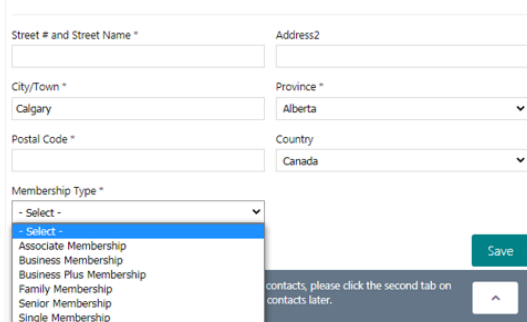 Street # and Street Name * Address2
City/Town * Province *
Calgary Alberta
Postal Code * Country
Canada
Membership Type *
- Select -
- Select -
Associate Membership
Business Membership
Save
Business Plus Membership
Family Membership contacts, please click the second tab on
Senior Membership contacts later.
Single Membership